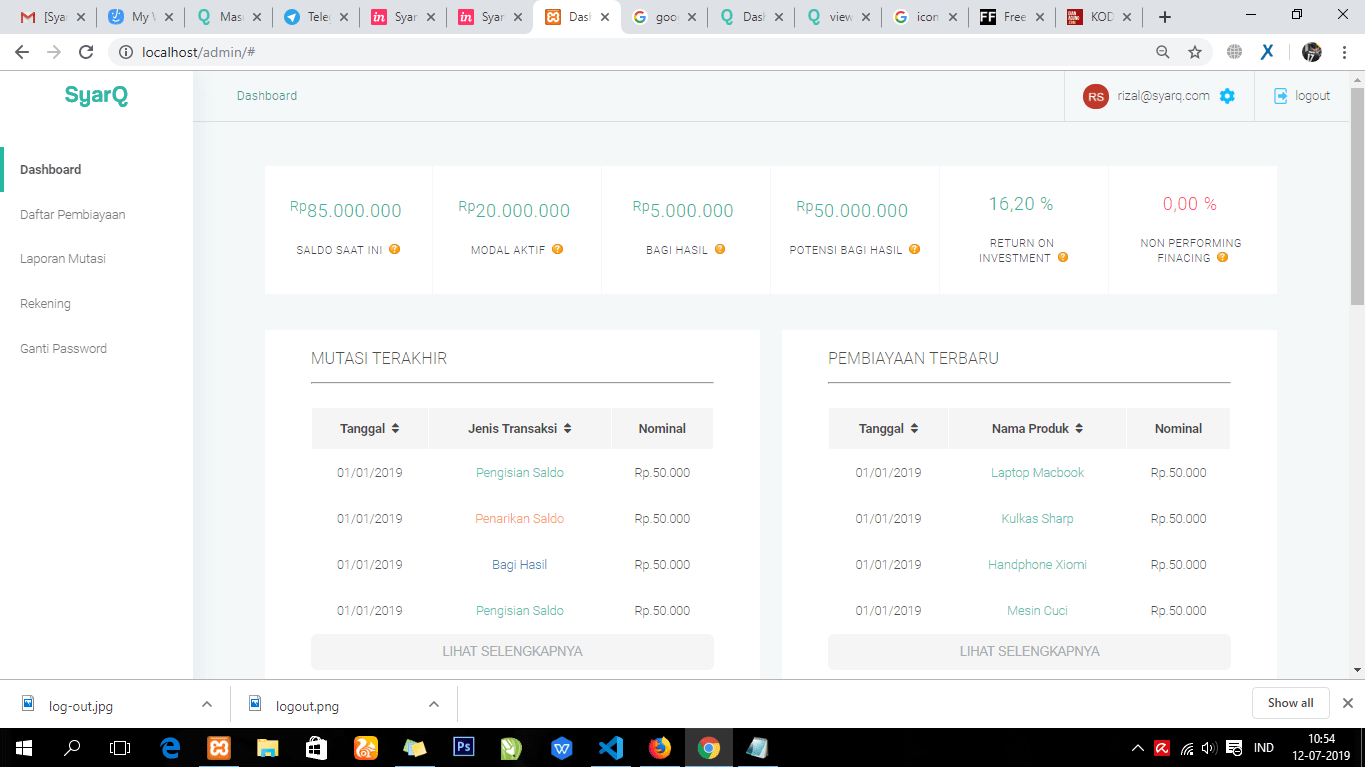 [Syar
My W
Mas
Teleg
Syar
Syar
Dash
goo
Dash
view
icon
Free
KOD
localhost/admin/#
SyarQ
Dashboard
RS
rizal@syarq.com
logout
Dashboard
Daftar Pembiayaan
Laporan Mutasi
Rekening
Ganti Password
Rp85.000.000
SALDO SAAT INI ?
Rp20.000.000
MODAL AKTIF ?
Rp5.000.000
BAGI HASIL ?
Rp50.000.000
POTENSI BAGI HASIL ?
16,20 %
RETURN ON
INVESTMENT ?
0,00 %
NON PERFORMING
FINACING ?
MUTASI TERAKHIR
Tanggal Jenis Transaksi Nominal
01/01/2019 Pengisian Saldo Rp.50.000
01/01/2019 Penarikan Saldo Rp.50.000
01/01/2019 Bagi Hasil Rp.50.000
01/01/2019 Pengisian Saldo Rp.50.000
LIHAT SELENGKAPNYA
PEMBIAYAAN TERBARU
Tanggal Nama Produk Nominal
01/01/2019 Laptop Macbook Rp.50.000
01/01/2019 Kulkas Sharp Rp.50.000
01/01/2019 Handphone Xiomi Rp.50.000
01/01/2019 Mesin Cuci Rp.50.000
LIHAT SELENGKAPNYA
log-out.jpg
logout.png
Show all
Ps
IND
10:54
12-07-2019